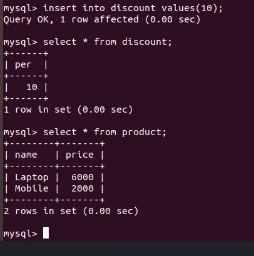 mysql> insert into discount values(10);
Query OK, 1 row affected (0.00 sec)

mysql> select * from discount;
+------+
| per  |
+------+
|   10 |
+------+
1 row in set (0.00 sec)

mysql> select * from product;
+--------+-------+
| name   | price |
+--------+-------+
| Laptop |  6000 |
| Mobile |  2000 |
+--------+-------+
2 rows in set (0.00 sec)

mysql>